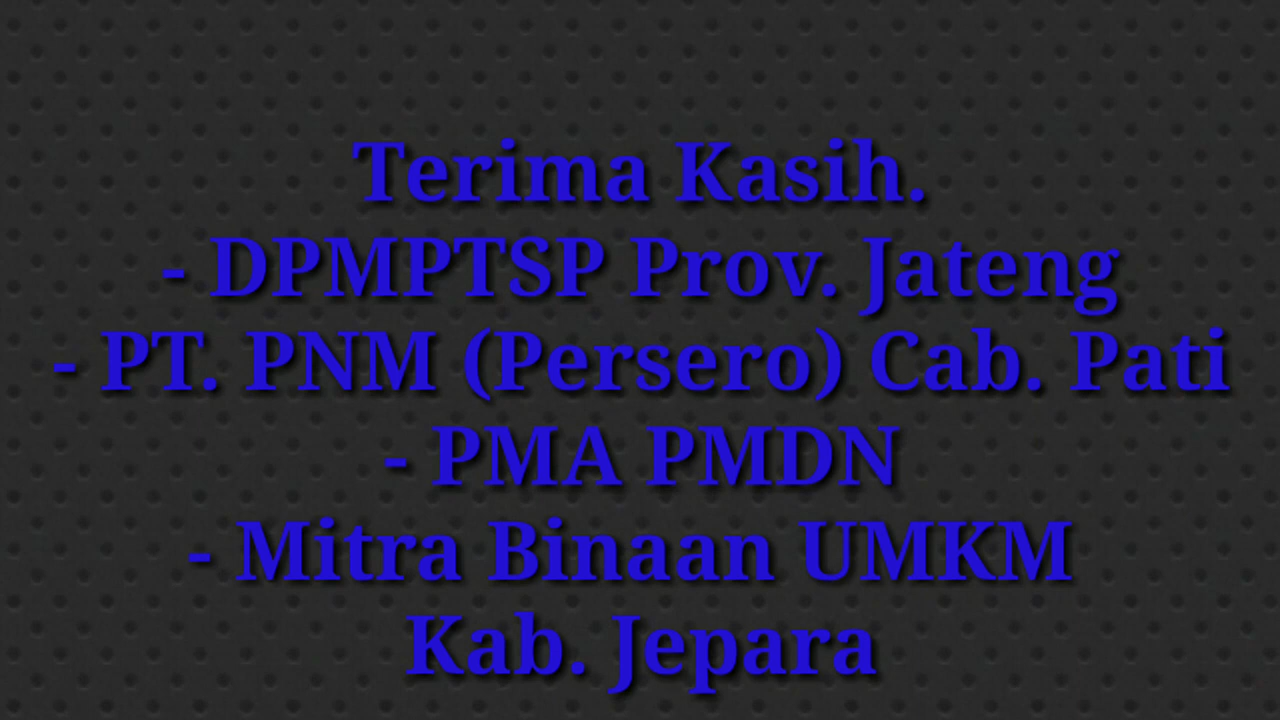 Terima Kasih.
- DPMPTSP Prov. Jateng
- PT. PNM (Persero) Cab. Pati
- PMA PMDN
- Mitra Binaan UMKM
Kab. Jepara